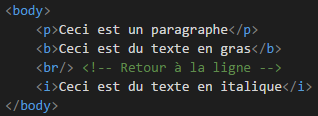 <body>
<p>Ceci est un paragraphe</p>
<b>Ceci est du texte en gras</b>
<br/> <!-- Retour à la ligne -->
<i>Ceci est du texte en italique</i>
</body>